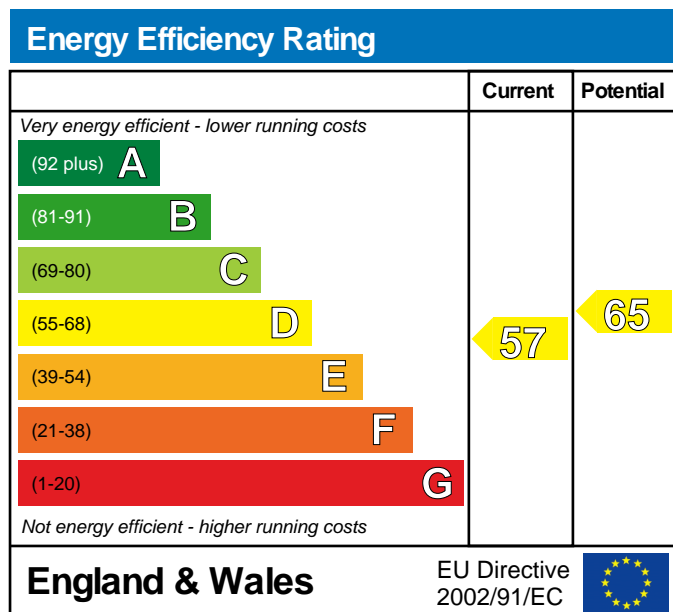 Energy Efficiency Rating
Current Potential
Very energy efficient - lower running costs
(92 plus) A
(81-91) B
(69-80) C
(55-68) D
(39-54) E
(21-38) F
(1-20) G
57
65
Not energy efficient - higher running costs
England & Wales
EU Directive
2002/91/EC